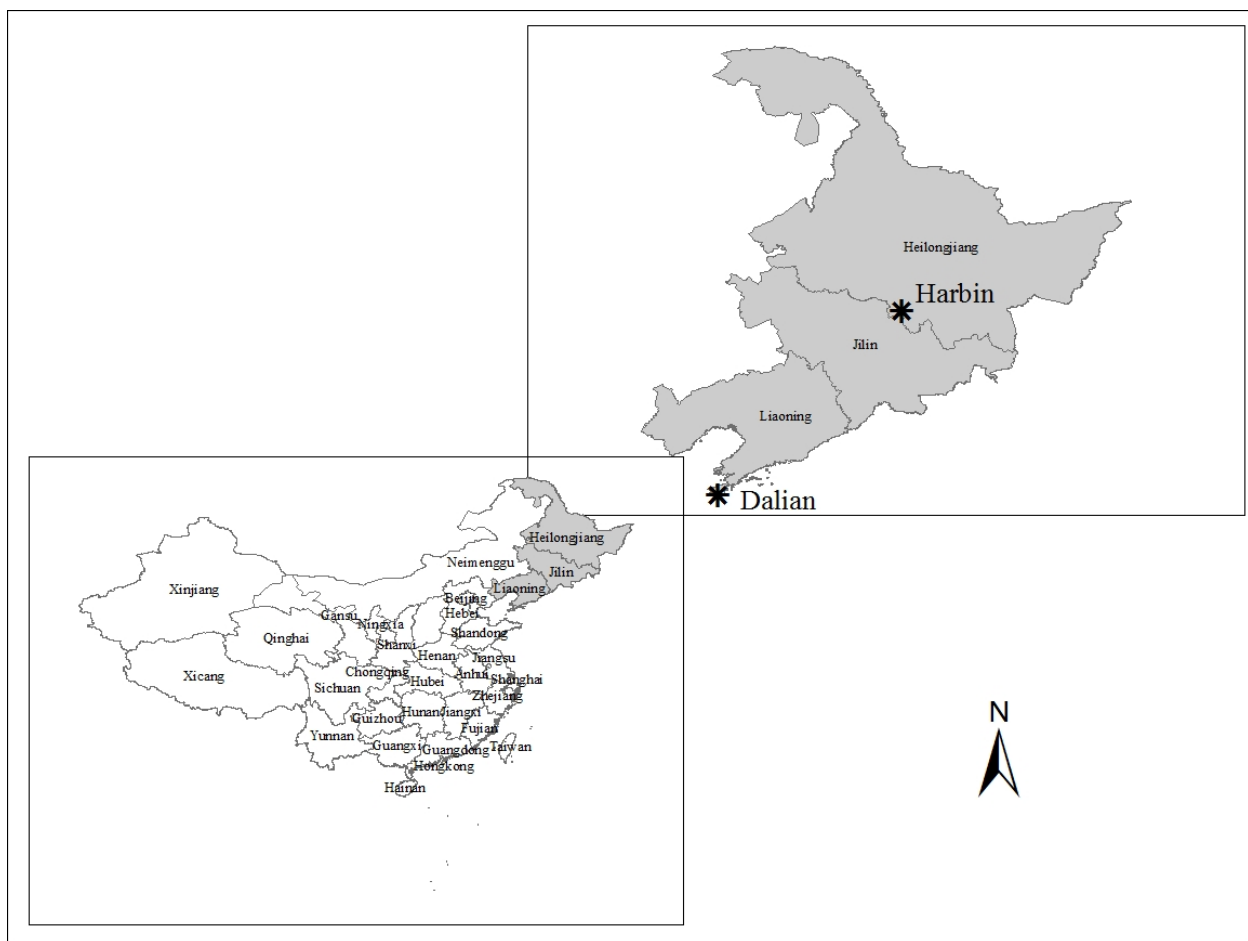 Heilongjiang
Harbin
Jilin
Liaoning
Dalian
Heilongjiang
Neimenggu
Jilin
Xinjiang
Liaoning
Beijing
Gansu
Hebei
Ningxia
Shandong
Qinghai
Shanxi
Henan
Jiangsu
Xicang
Chongqing
Anhui
Hubei
Shanghai
Sichuan
Zhejiang
Hunan
Jiangxi
Guizhou
Fujian
Yunnan
Guangxi
Guangdong
Taiwan
Hongkong
Hainan
N